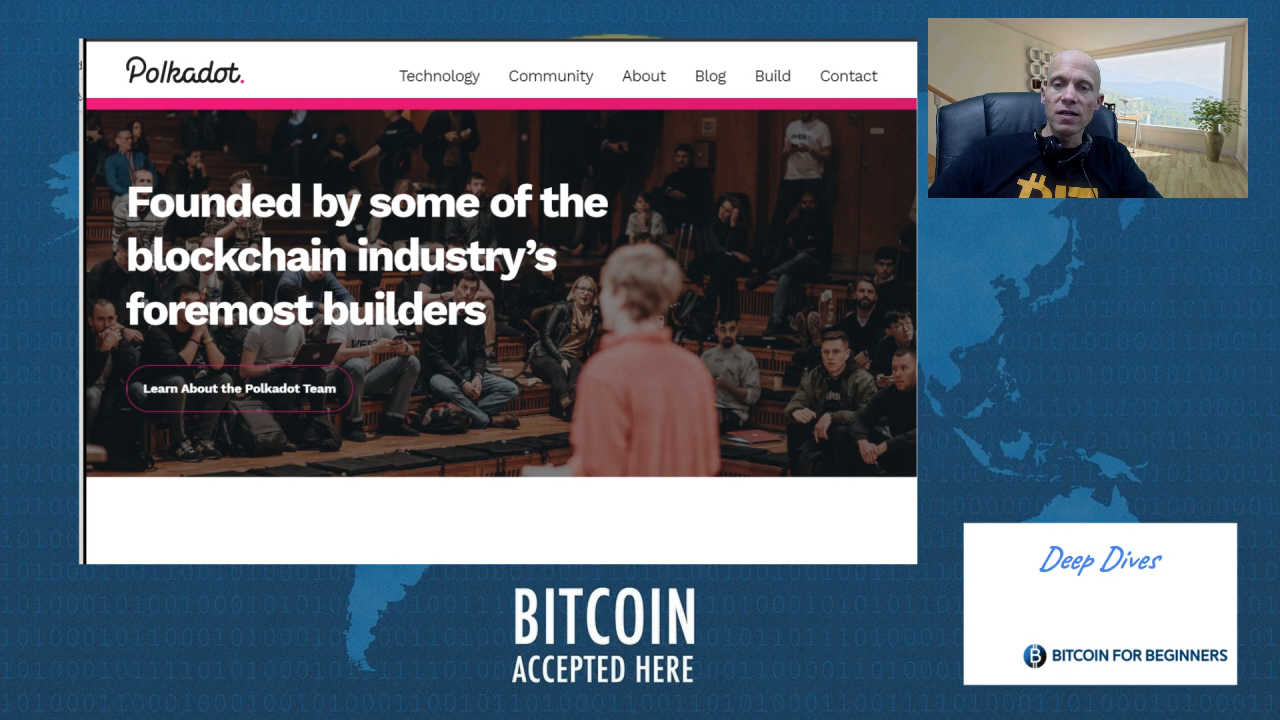 Polkadot.
Technology Community About Blog Build Contact
Founded by some of the
blockchain industry's
foremost builders
Learn About the Polkadot Team
BITCOIN
ACCEPTED HERE
Deep Dives
BITCOIN FOR BEGINNERS